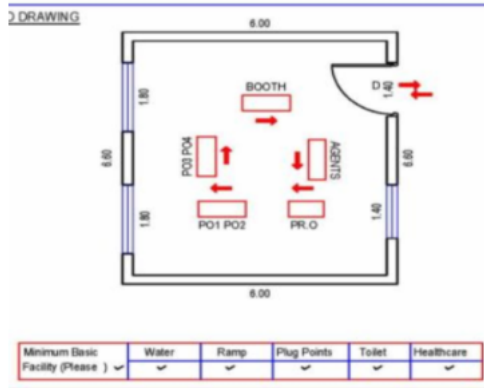 D DRAWING
6.00
BOOTH
D
1.40
1.80
PO3 PO4
AGENTS
6.60
6.60
1.80
PO1 PO2
PR.O
1.40
6.00
Minimum Basic Facility (Please ) ✓
Water
Ramp
Plug Points
Toilet
Healthcare
✓ ✓ ✓ ✓ ✓